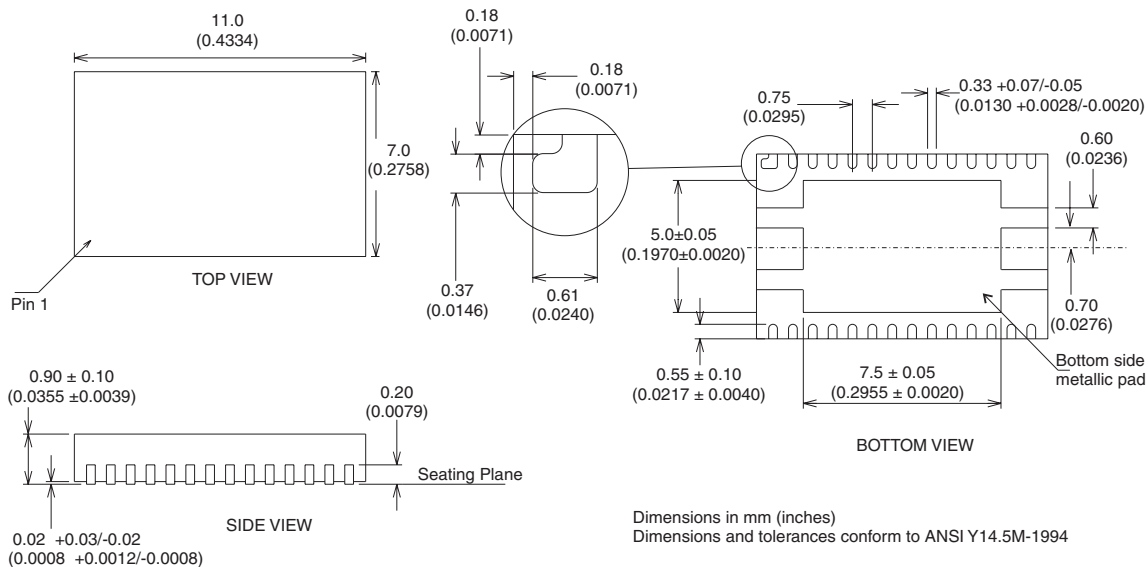 11.0
(0.4334)
7.0
(0.2758)
TOP VIEW
Pin 1
0.18
(0.0071)
0.18
(0.0071)
0.37
(0.0146)
0.61
(0.0240)
0.75
(0.0295)
0.33 +0.07/-0.05
(0.0130 +0.0028/-0.0020)
0.60
(0.0236)
5.0±0.05
(0.1970±0.0020)
0.70
(0.0276)
0.55 ± 0.10
(0.0217 ± 0.0040)
7.5 ± 0.05
(0.2955 ± 0.0020)
Bottom side
metallic pad
BOTTOM VIEW
0.90 ± 0.10
(0.0355 ±0.0039)
0.20
(0.0079)
Seating Plane
SIDE VIEW
0.02 +0.03/-0.02
(0.0008 +0.0012/-0.0008)
Dimensions in mm (inches)
Dimensions and tolerances conform to ANSI Y14.5M-1994